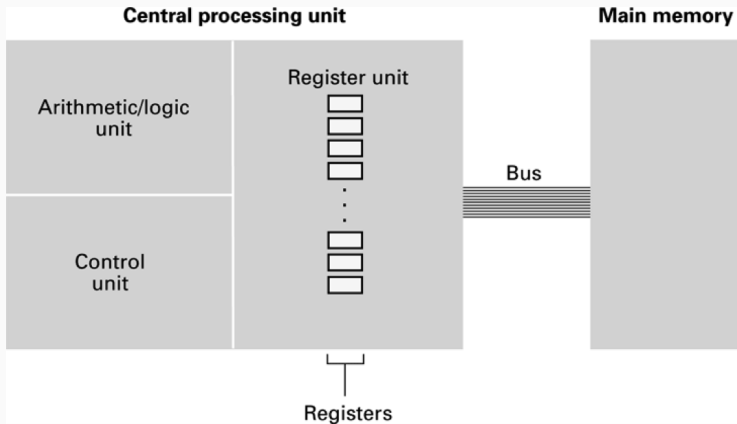 Central processing unit
Main memory
Arithmetic/logic
unit
Register unit
Bus
Control
unit
Registers